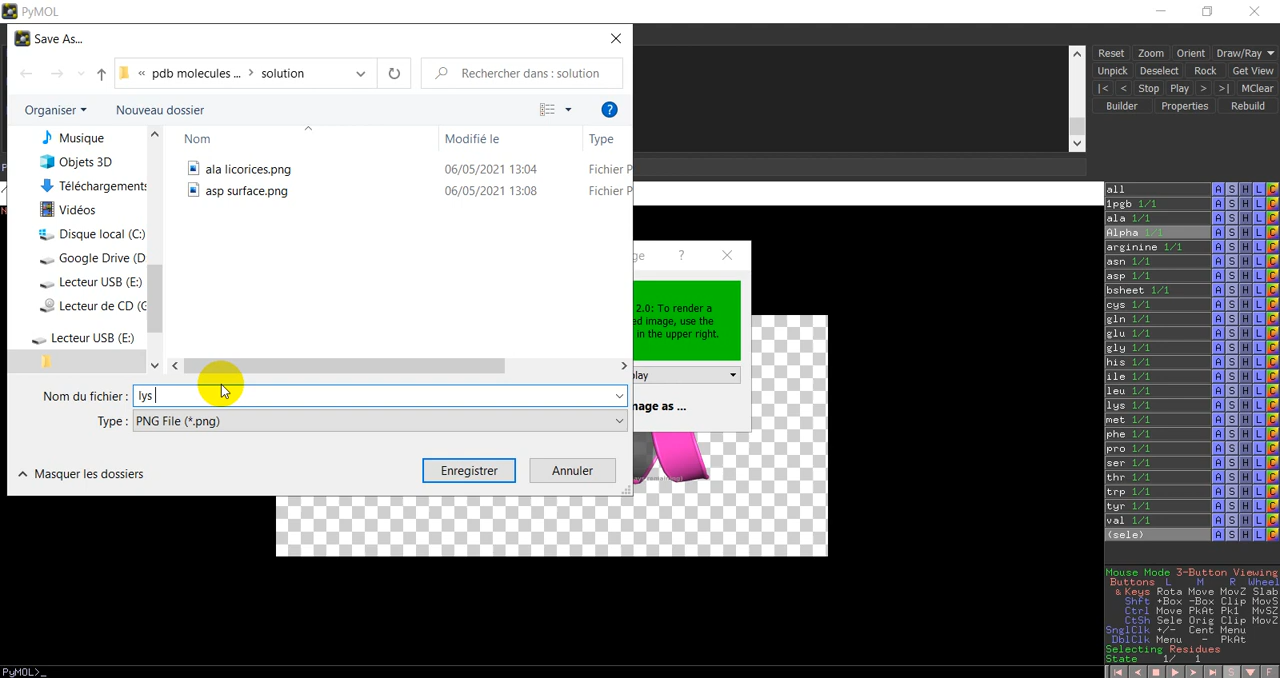 PyMOL
Save As...
« pdb molecules ... > solution
Rechercher dans : solution
Organiser
Nouveau dossier
?
Nom
Modifié le
Type
Musique
Objets 3D
Téléchargements
Vidéos
Disque local (C:)
Google Drive (D
Lecteur USB (E:)
Lecteur de CD (G
Lecteur USB (E:)
ala licorices.png 06/05/2021 13:04 Fichier P
asp surface.png 06/05/2021 13:08 Fichier P
Nom du fichier : lys
Type : PNG File (*.png)
Masquer les dossiers
Enregistrer
Annuler
ge ?
2.0: To render a
ed image, use the
in the upper right.
play
mage as ...
Reset Zoom Orient Draw/Ray
Unpick Deselect Rock Get View
|< < Stop Play > >| MClear
Builder Properties Rebuild
all A S H L C
1pgb 1/1 A S H L C
ala 1/1 A S H L C
Alpha 1/1 A S H L C
arginine 1/1 A S H L C
asn 1/1 A S H L C
asp 1/1 A S H L C
bsheet 1/1 A S H L C
cys 1/1 A S H L C
gln 1/1 A S H L C
glu 1/1 A S H L C
gly 1/1 A S H L C
his 1/1 A S H L C
ile 1/1 A S H L C
leu 1/1 A S H L C
lys 1/1 A S H L C
met 1/1 A S H L C
phe 1/1 A S H L C
pro 1/1 A S H L C
ser 1/1 A S H L C
thr 1/1 A S H L C
trp 1/1 A S H L C
tyr 1/1 A S H L C
val 1/1 A S H L C
(sele) A S H L C
Mouse Mode 3-Button Viewing
Buttons L M R Wheel
& Keys Rota Move MovZ Slab
Shft +Box -Box Clip MovS
Ctrl Move PkAt Pk1 MvSZ
CtSh Sele Orig Clip MovZ
SnglClk +/- Cent Menu
DblClk Menu - PkAt
Selecting Residues
State 1/ 1
S F
PyMOL>_